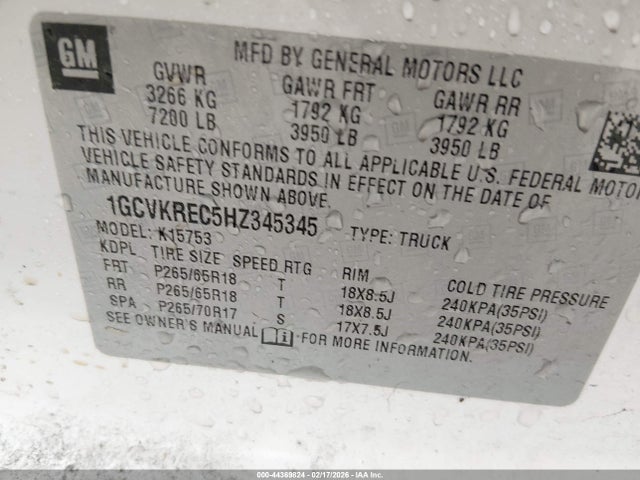 GM
MFD BY GENERAL MOTORS LLC
GVWR GAWR FRT GAWR RR
3266 KG 1792 KG 1792 KG
7200 LB 3950 LB 3950 LB
THIS VEHICLE CONFORMS TO ALL APPLICABLE U.S. FEDERAL MOTOR
VEHICLE SAFETY STANDARDS IN EFFECT ON THE DATE OF
MANUFACTURE SHOWN ABOVE.
1GCVKREC5HZ345345 TYPE: TRUCK
MODEL: K15753
KDPL TIRE SIZE SPEED RTG RIM COLD TIRE PRESSURE
FRT P265/65R18 T 18X8.5J 240KPA(35PSI)
RR P265/65R18 T 18X8.5J 240KPA(35PSI)
SPA P265/70R17 S 17X7.5J 240KPA(35PSI)
SEE OWNER'S MANUAL FOR MORE INFORMATION.
000-44369824 | 02/17/2026 - IAA Corp.